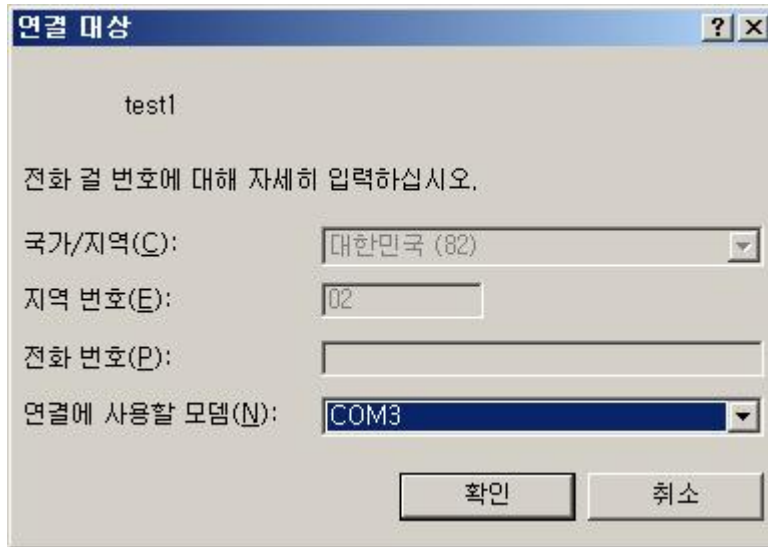 연결 대상
test1
전화 걸 번호에 대해 자세히 입력하십시오.
국가/지역(C): 대한민국 (82)
지역 번호(E): 02
전화 번호(P):
연결에 사용할 모뎀(N): COM3
확인 취소